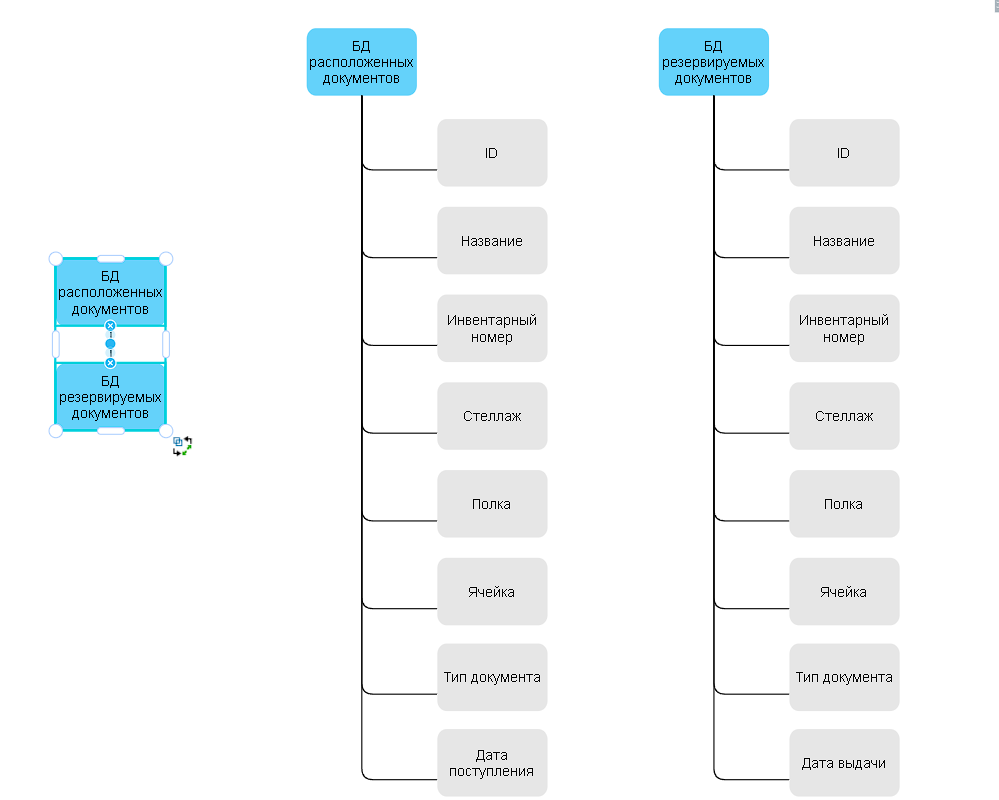 БД
расположенных
документов
БД
резервируемых
документов
БД
расположенных
документов
ID
Название
Инвентарный
номер
Стеллаж
Полка
Ячейка
Тип документа
Дата
поступления
БД
резервируемых
документов
ID
Название
Инвентарный
номер
Стеллаж
Полка
Ячейка
Тип документа
Дата выдачи